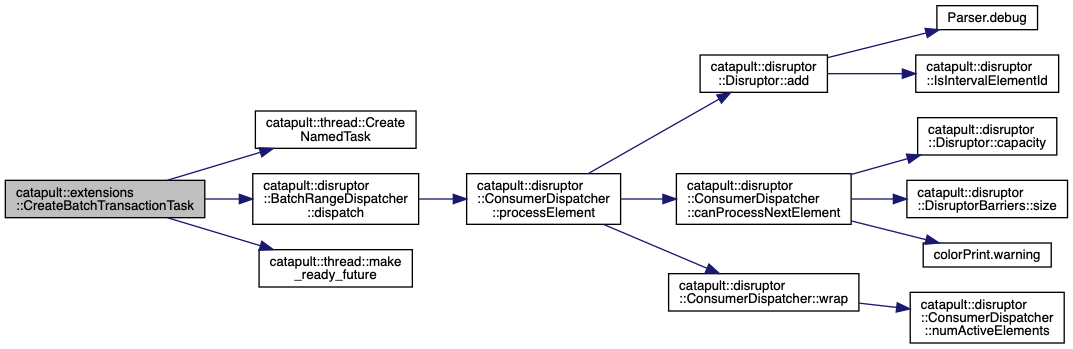 catapult::extensions
::CreateBatchTransactionTask
catapult::thread::Create
NamedTask
catapult::disruptor
::BatchRangeDispatcher
::dispatch
catapult::thread::make
_ready_future
catapult::disruptor
::ConsumerDispatcher
::processElement
catapult::disruptor
::Disruptor::add
catapult::disruptor
::ConsumerDispatcher
::canProcessNextElement
catapult::disruptor
::ConsumerDispatcher::wrap
Parser.debug
catapult::disruptor
::IsIntervalElementId
catapult::disruptor
::Disruptor::capacity
catapult::disruptor
::DisruptorBarriers::size
colorPrint.warning
catapult::disruptor
::ConsumerDispatcher
::numActiveElements